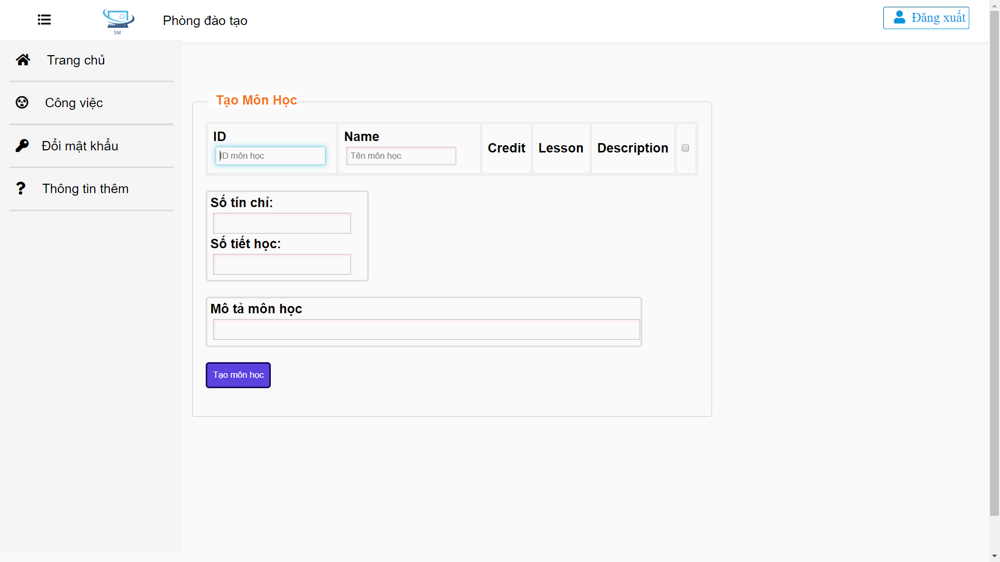 SM
Phòng đào tạo
Đăng xuất
Trang chủ
Công việc
Đổi mật khẩu
Thông tin thêm
Tạo Môn Học
ID
ID môn học
Name
Tên môn học
Credit
Lesson
Description
Số tín chỉ:
Số tiết học:
Mô tả môn học
Tạo môn học